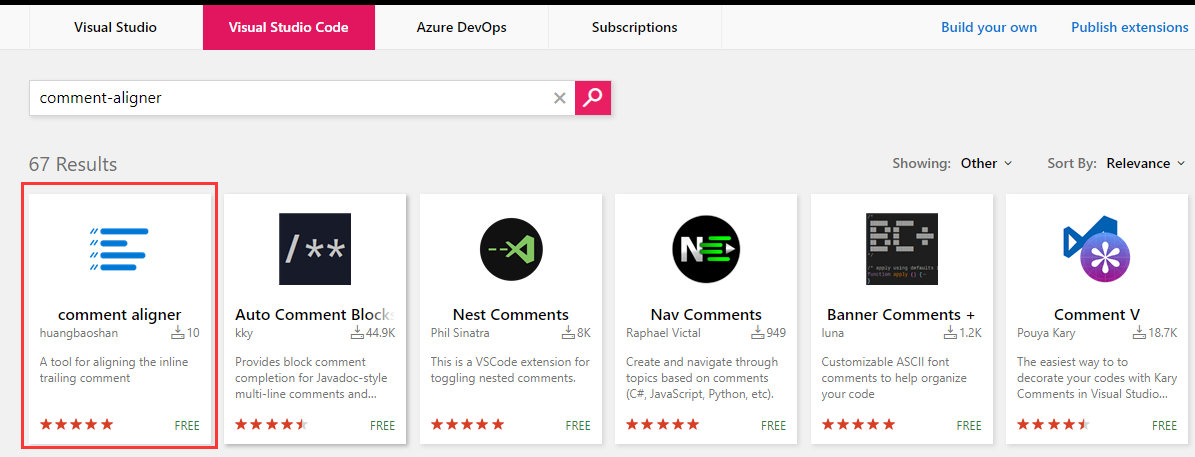 Visual Studio
Visual Studio Code
Azure DevOps
Subscriptions
Build your own
Publish extensions
comment-aligner
67 Results
Showing: Other
Sort By: Relevance
comment aligner
huangbaoshan
10
A tool for aligning the inline
trailing comment
FREE
/**
Auto Comment Blocks
kky
44.9K
Provides block comment
completion for Javadoc-style
multi-line comments and...
FREE
Nest Comments
Phil Sinatra
8K
This is a VSCode extension for
toggling nested comments.
FREE
N
Nav Comments
Raphael Victal
949
Create and navigate through
topics based on comments
(C#, JavaScript, Python, etc).
FREE
/*
BC+
*/
/* apply using defaults
function apply () {
}
Banner Comments +
luna
1.2K
Customizable ASCII font
comments to help organize
your code
FREE
Comment V
Pouya Kary
18.7K
The easiest way to to
decorate your codes with Kary
Comments in Visual Studio...
FREE